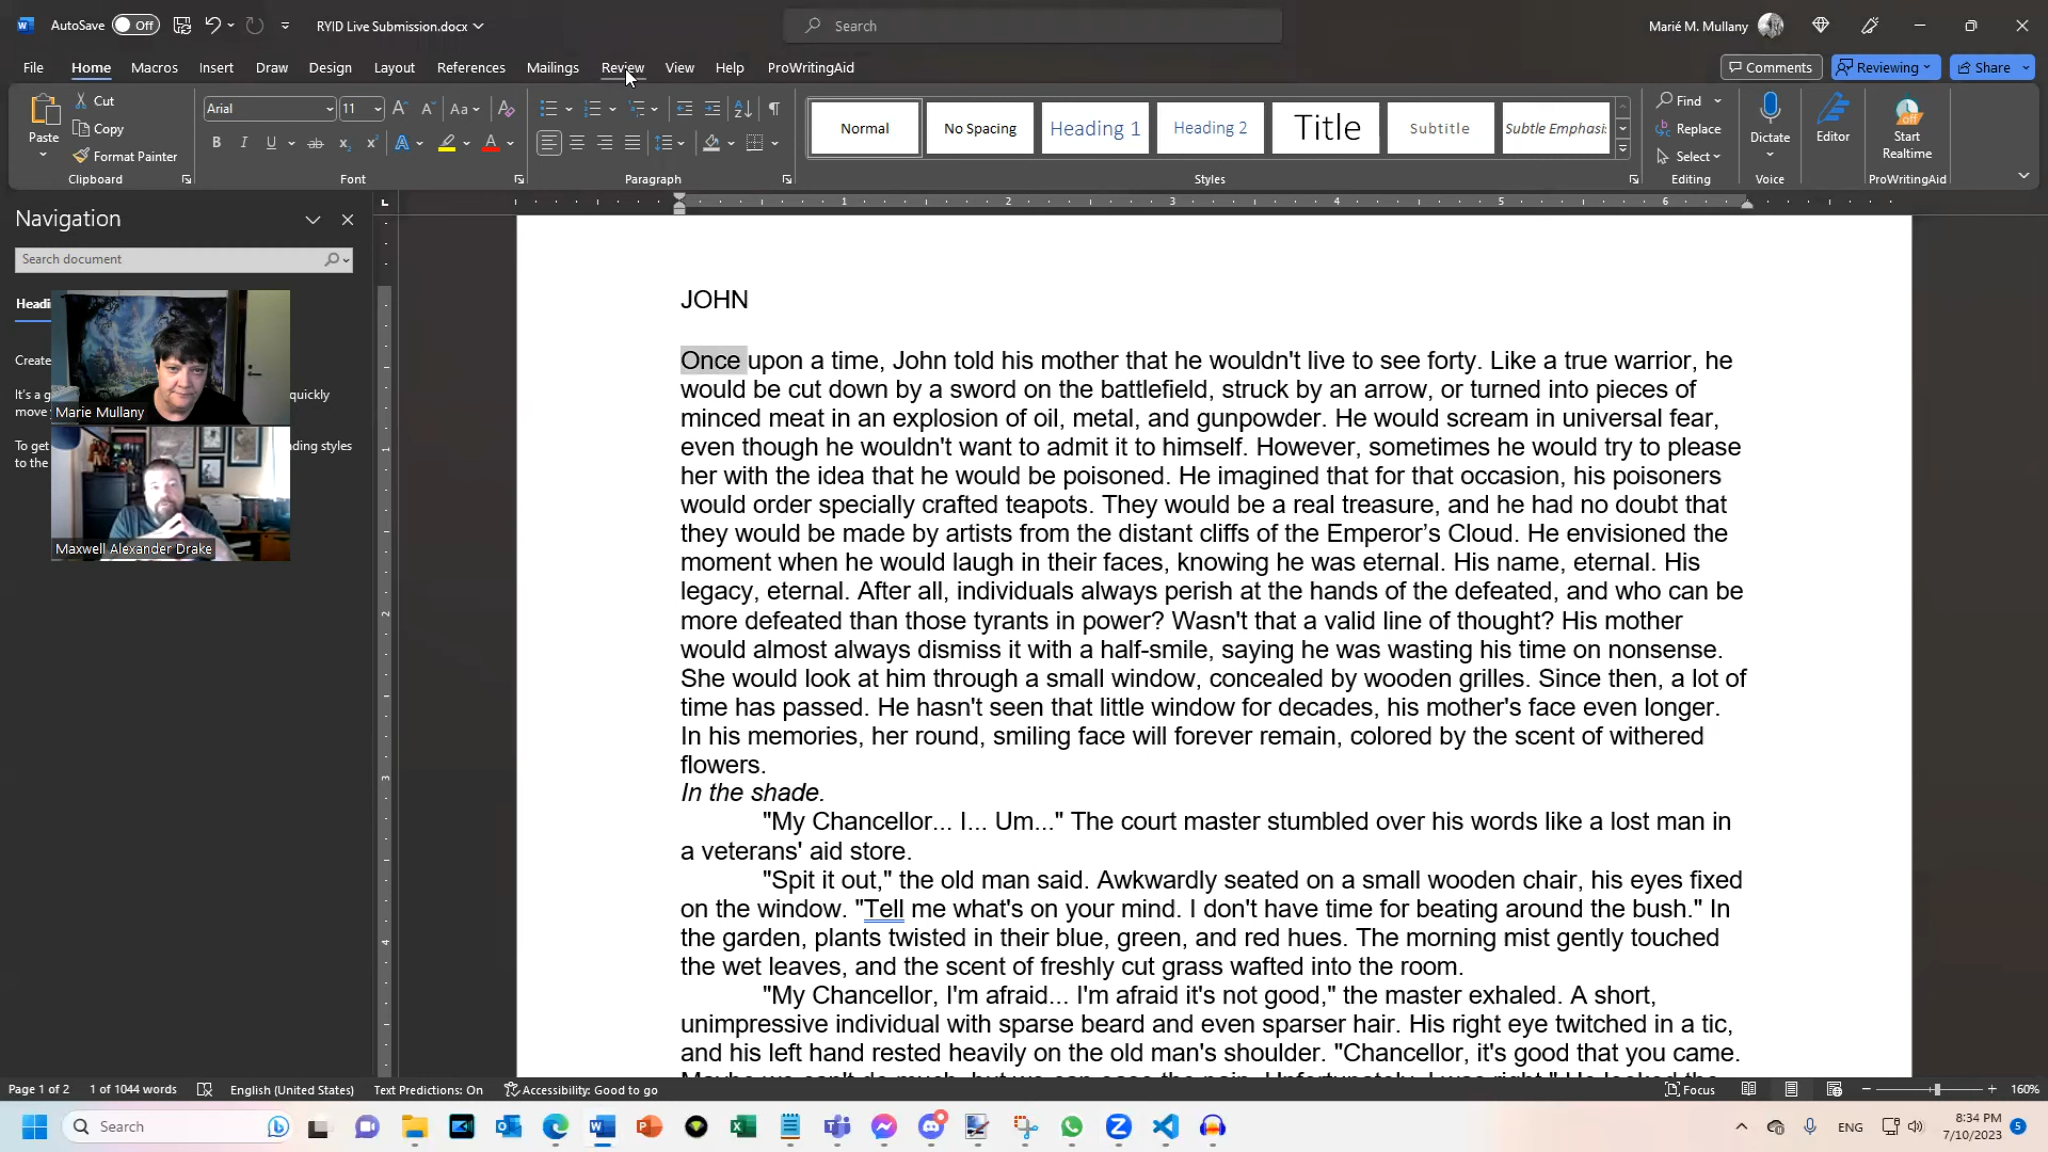 AutoSave Off RYID Live Submission.docx Search Marié M. Mullany
File Home Macros Insert Draw Design Layout References Mailings Review View Help ProWritingAid Comments Reviewing Share
Paste Cut Copy Format Painter Clipboard
Arial 11 Aa Font
Paragraph
Normal No Spacing Heading 1 Heading 2 Title Subtitle Subtle Emphasi: Styles
Find Replace Select Editing
Dictate Voice
Editor
Start Realtime ProWritingAid
Navigation
Search document
Headi
Create
It's a g quickly
move
To get ding styles
to the
Marie Mullany
Maxwell Alexander Drake
JOHN
Once upon a time, John told his mother that he wouldn't live to see forty. Like a true warrior, he
would be cut down by a sword on the battlefield, struck by an arrow, or turned into pieces of
minced meat in an explosion of oil, metal, and gunpowder. He would scream in universal fear,
even though he wouldn't want to admit it to himself. However, sometimes he would try to please
her with the idea that he would be poisoned. He imagined that for that occasion, his poisoners
would order specially crafted teapots. They would be a real treasure, and he had no doubt that
they would be made by artists from the distant cliffs of the Emperor’s Cloud. He envisioned the
moment when he would laugh in their faces, knowing he was eternal. His name, eternal. His
legacy, eternal. After all, individuals always perish at the hands of the defeated, and who can be
more defeated than those tyrants in power? Wasn't that a valid line of thought? His mother
would almost always dismiss it with a half-smile, saying he was wasting his time on nonsense.
She would look at him through a small window, concealed by wooden grilles. Since then, a lot of
time has passed. He hasn't seen that little window for decades, his mother's face even longer.
In his memories, her round, smiling face will forever remain, colored by the scent of withered
flowers.
In the shade.
"My Chancellor... I... Um..." The court master stumbled over his words like a lost man in
a veterans' aid store.
"Spit it out," the old man said. Awkwardly seated on a small wooden chair, his eyes fixed
on the window. "Tell me what's on your mind. I don't have time for beating around the bush." In
the garden, plants twisted in their blue, green, and red hues. The morning mist gently touched
the wet leaves, and the scent of freshly cut grass wafted into the room.
"My Chancellor, I'm afraid... I'm afraid it's not good," the master exhaled. A short,
unimpressive individual with sparse beard and even sparser hair. His right eye twitched in a tic,
and his left hand rested heavily on the old man's shoulder. "Chancellor, it's good that you came.
Page 1 of 2 1 of 1044 words English (United States) Text Predictions: On Accessibility: Good to go Focus 160%
Search ENG 8:34 PM
7/10/2023 5